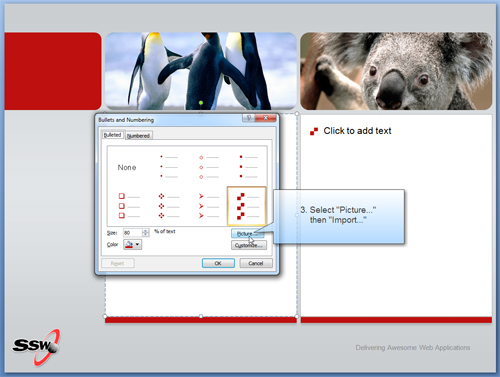 Bullets and Numbering
Bulleted
Numbered
None
Size: 80 % of text
Color
Picture...
Customize...
Reset
OK
Cancel
3. Select "Picture..."
then "Import..."
Click to add text
SSW
Delivering Awesome Web Applications